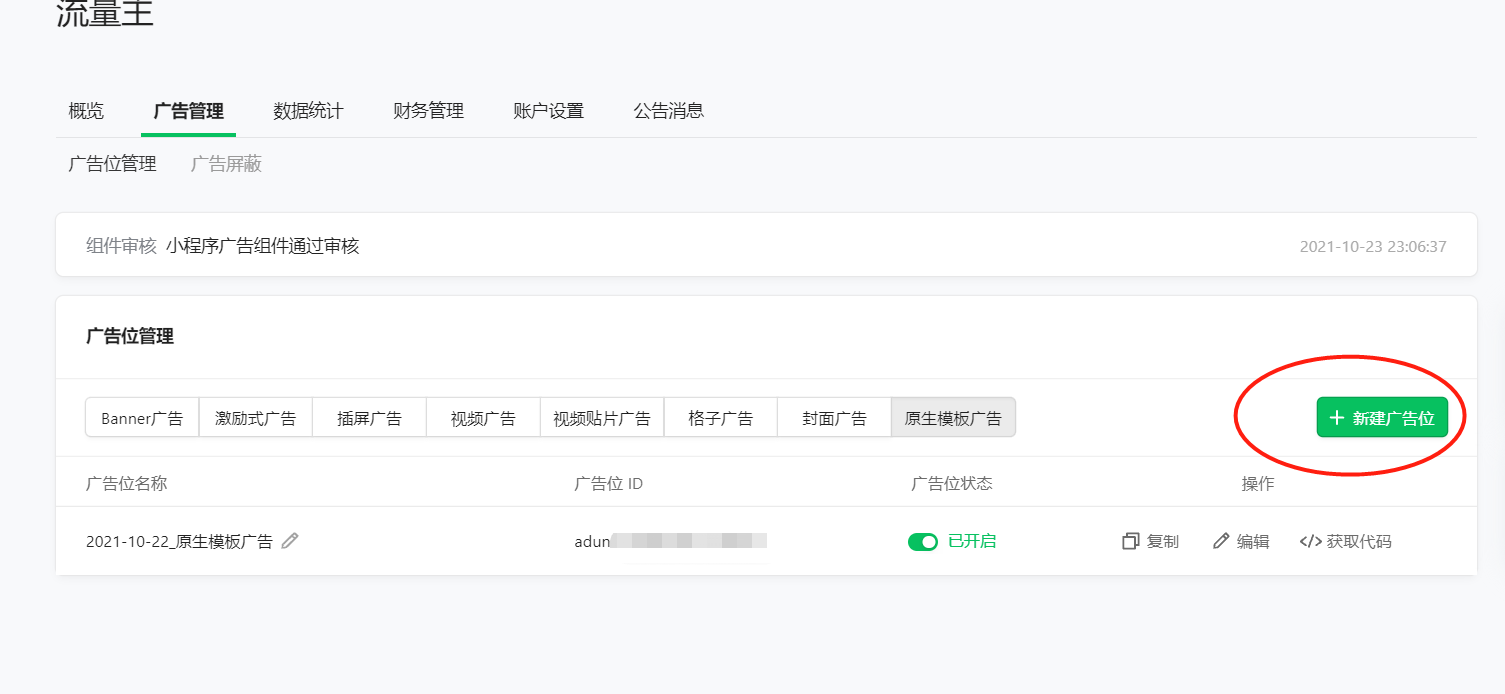 流量主
概览 广告管理 数据统计 财务管理 账户设置 公告消息
广告位管理 广告屏蔽
组件审核 小程序广告组件通过审核 2021-10-23 23:06:37
广告位管理
Banner广告 激励式广告 插屏广告 视频广告 视频贴片广告 格子广告 封面广告 原生模板广告 + 新建广告位
广告位名称 广告位 ID 广告位状态 操作
2021-10-22_原生模板广告 adun 已开启 复制 编辑 </> 获取代码